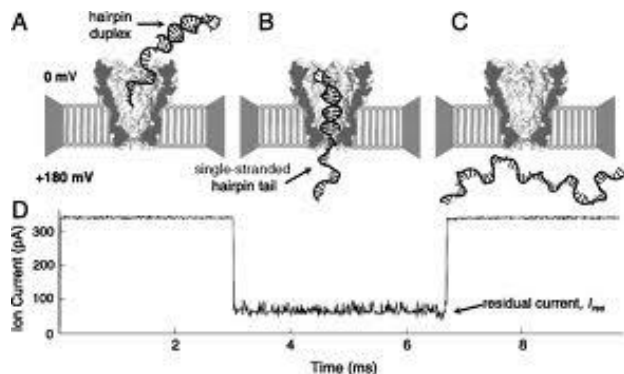 A
hairpin
duplex
B
C
0 mV
+180 mV
single-stranded
hairpin tail
D
Ion Current (pA)
300
200
100
0
residual current, I_res
2
4
6
8
Time (ms)